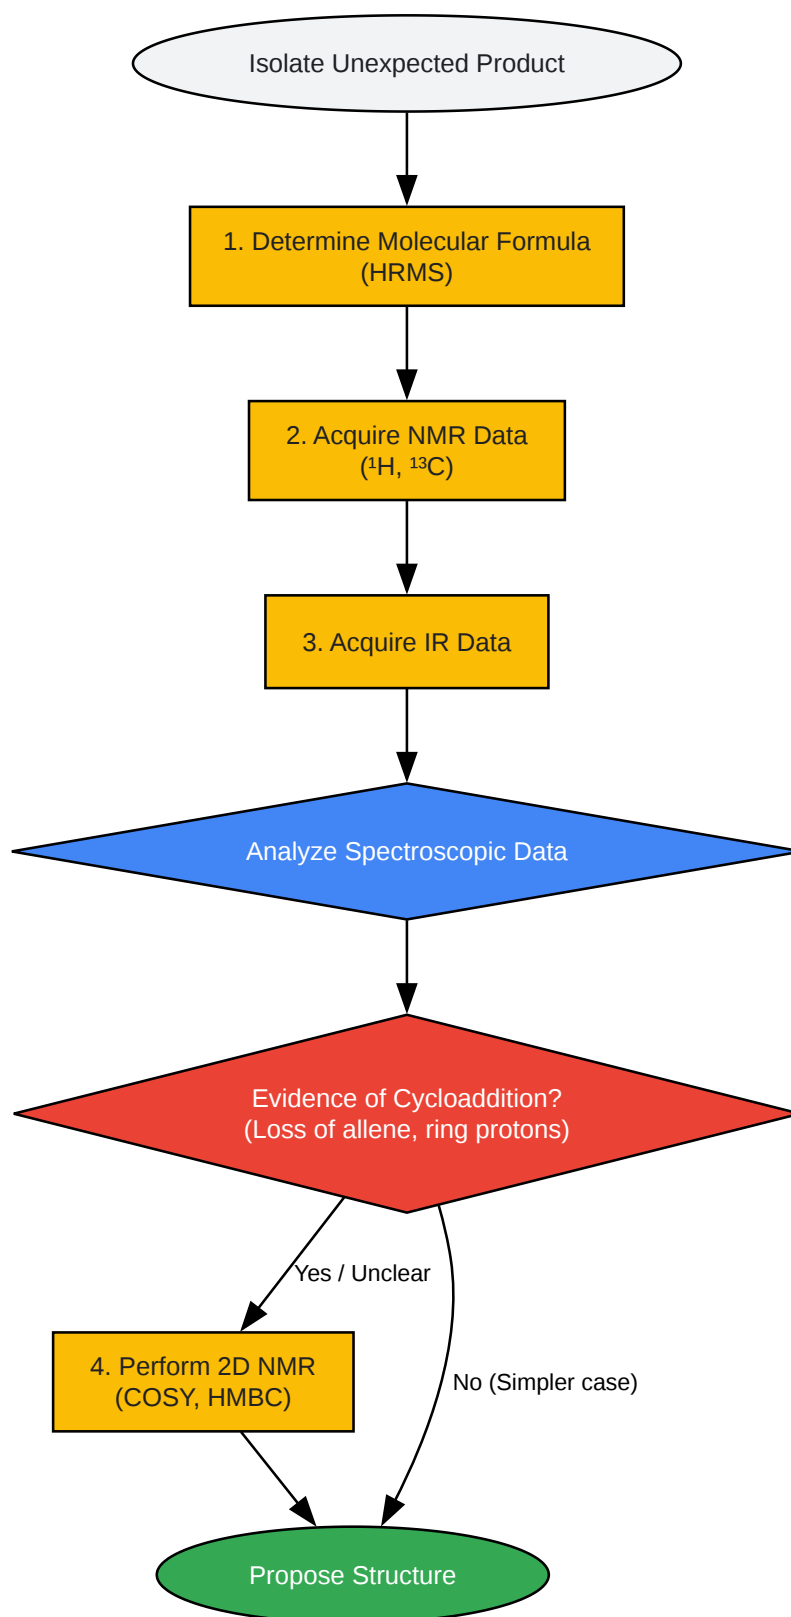 Isolate Unexpected Product
1. Determine Molecular Formula
(HRMS)
2. Acquire NMR Data
(¹H, ¹³C)
3. Acquire IR Data
Analyze Spectroscopic Data
Evidence of Cycloaddition?
(Loss of allene, ring protons)
Yes / Unclear
4. Perform 2D NMR
(COSY, HMBC)
No (Simpler case)
Propose Structure